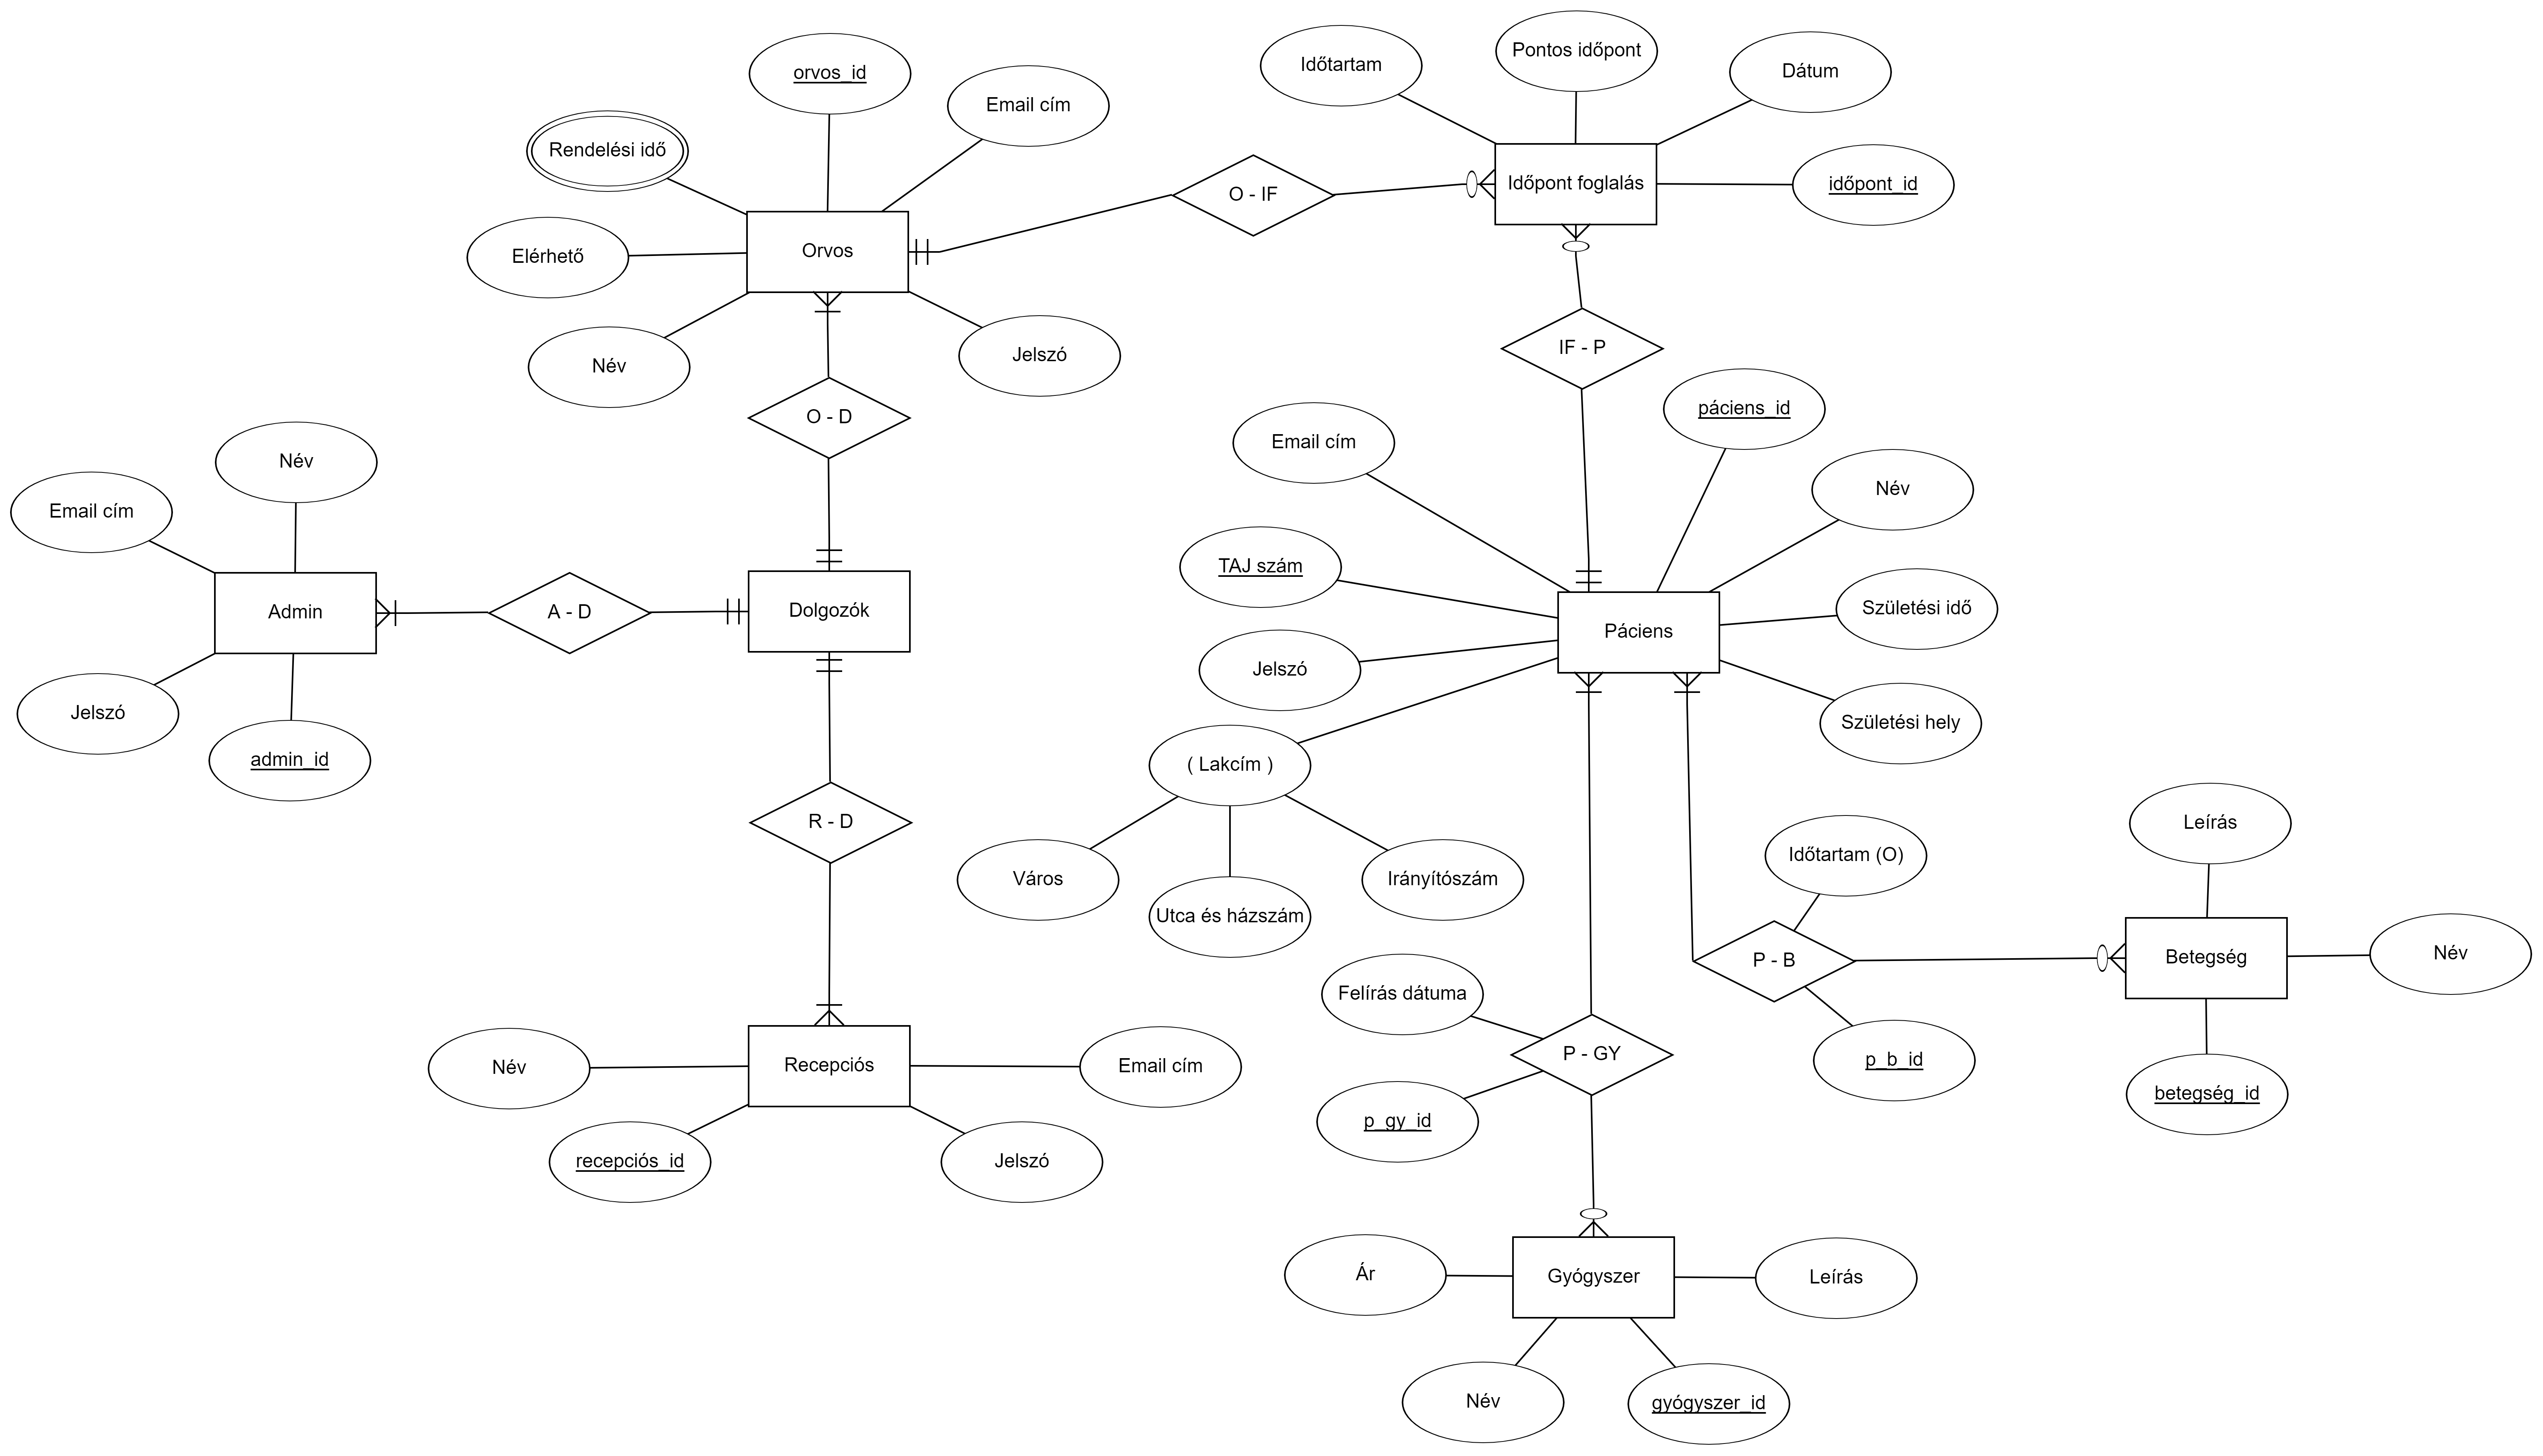 Pontos időpont
Időtartam
Dátum
orvos_id
Email cím
Rendelési idő
Időpont foglalás
időpont_id
O - IF
Orvos
Elérhető
IF - P
Jelszó
Név
páciens_id
O - D
Email cím
Név
Név
Email cím
TAJ szám
Születési idő
Admin
A - D
Dolgozók
Páciens
Jelszó
Jelszó
Születési hely
admin_id
( Lakcím )
R - D
Leírás
Időtartam (O)
Város
Irányítószám
Utca és házszám
P - B
Betegség
Név
Felírás dátuma
P - GY
Név
Recepciós
Email cím
p_b_id
betegség_id
p_gy_id
recepciós_id
Jelszó
Ár
Gyógyszer
Leírás
Név
gyógyszer_id